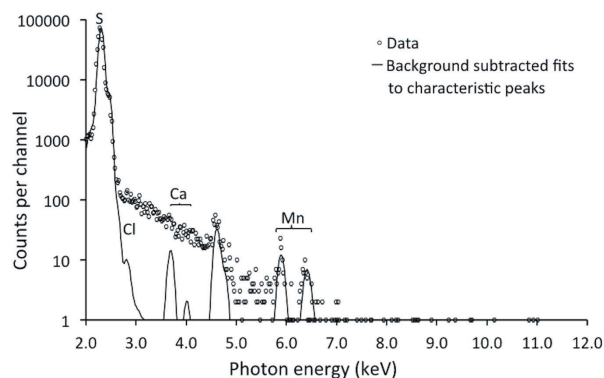 S
100000
10000
1000
100
10
1
Counts per channel
Data
Background subtracted fits
to characteristic peaks
Ca
Cl
Mn
2.0 3.0 4.0 5.0 6.0 7.0 8.0 9.0 10.0 11.0 12.0
Photon energy (keV)